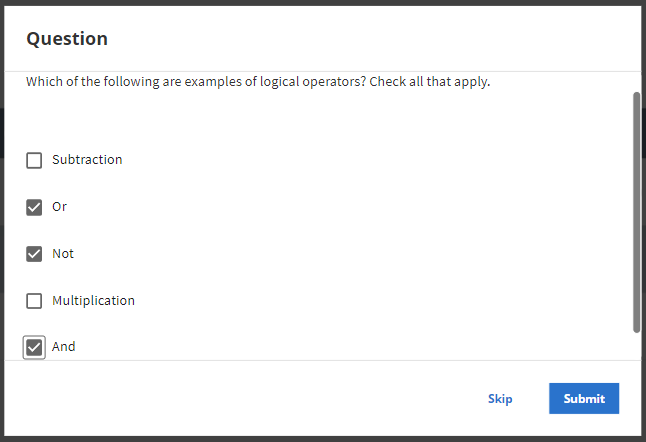 Question
Which of the following are examples of logical operators? Check all that apply.
Subtraction
Or
Not
Multiplication
And
Skip
Submit